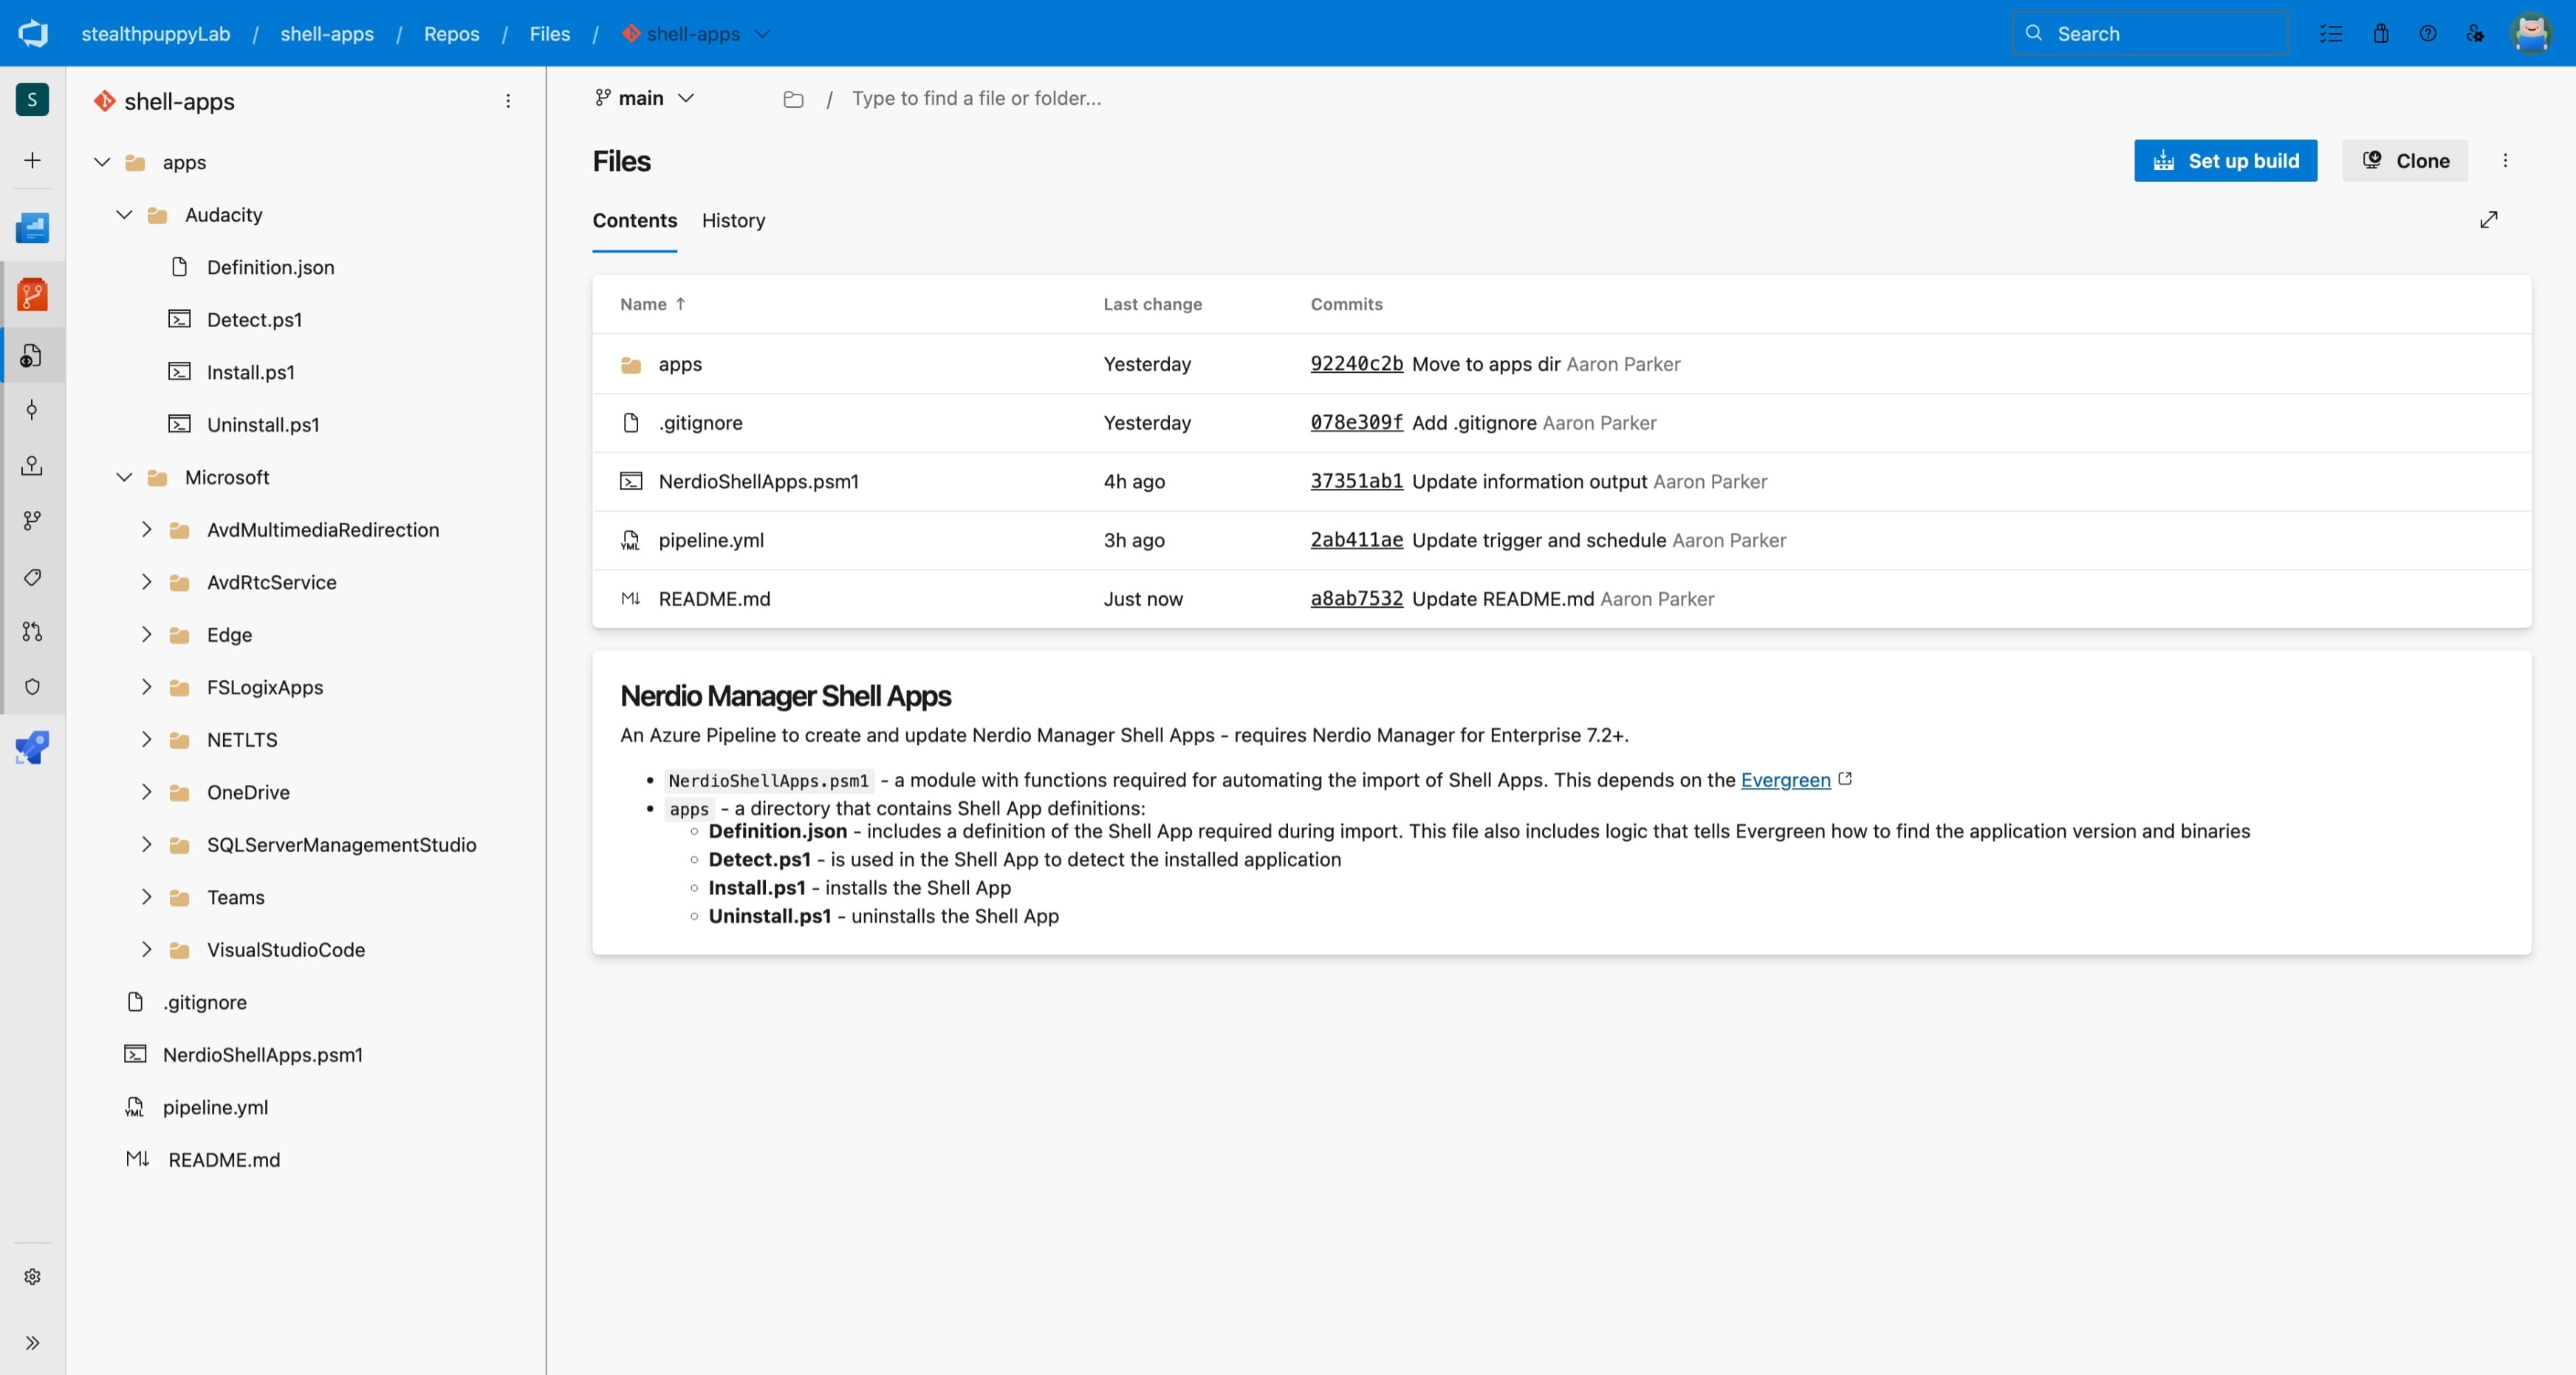 stealthpuppyLab / shell-apps / Repos / Files / shell-apps
Search
S
shell-apps
apps
Audacity
Definition.json
Detect.ps1
Install.ps1
Uninstall.ps1
Microsoft
AvdMultimediaRedirection
AvdRtcService
Edge
FSLogixApps
NETLTS
OneDrive
SQLServerManagementStudio
Teams
VisualStudioCode
.gitignore
NerdioShellApps.psm1
YML pipeline.yml
M↓ README.md
main / Type to find a file or folder...
Files
Set up build Clone
Contents History
Name ↑ Last change Commits
apps Yesterday 92240c2b Move to apps dir Aaron Parker
.gitignore Yesterday 078e309f Add .gitignore Aaron Parker
NerdioShellApps.psm1 4h ago 37351ab1 Update information output Aaron Parker
YML pipeline.yml 3h ago 2ab411ae Update trigger and schedule Aaron Parker
M↓ README.md Just now a8ab7532 Update README.md Aaron Parker
Nerdio Manager Shell Apps
An Azure Pipeline to create and update Nerdio Manager Shell Apps - requires Nerdio Manager for Enterprise 7.2+.
• NerdioShellApps.psm1 - a module with functions required for automating the import of Shell Apps. This depends on the Evergreen
• apps - a directory that contains Shell App definitions:
◦ Definition.json - includes a definition of the Shell App required during import. This file also includes logic that tells Evergreen how to find the application version and binaries
◦ Detect.ps1 - is used in the Shell App to detect the installed application
◦ Install.ps1 - installs the Shell App
◦ Uninstall.ps1 - uninstalls the Shell App